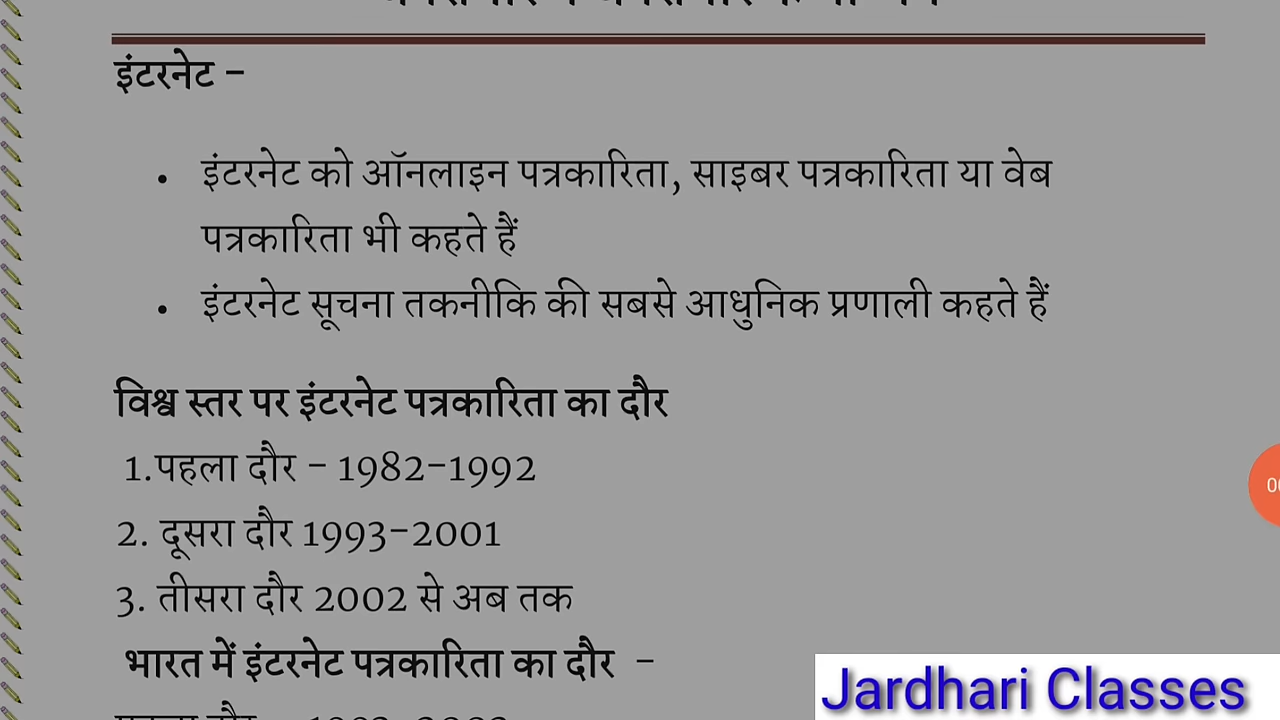 इंटरनेट –
• इंटरनेट को ऑनलाइन पत्रकारिता, साइबर पत्रकारिता या वेब
पत्रकारिता भी कहते हैं
• इंटरनेट सूचना तकनीकि की सबसे आधुनिक प्रणाली कहते हैं
विश्व स्तर पर इंटरनेट पत्रकारिता का दौर
1.पहला दौर – 1982–1992
2. दूसरा दौर 1993–2001
3. तीसरा दौर 2002 से अब तक
भारत में इंटरनेट पत्रकारिता का दौर –
Jardhari Classes